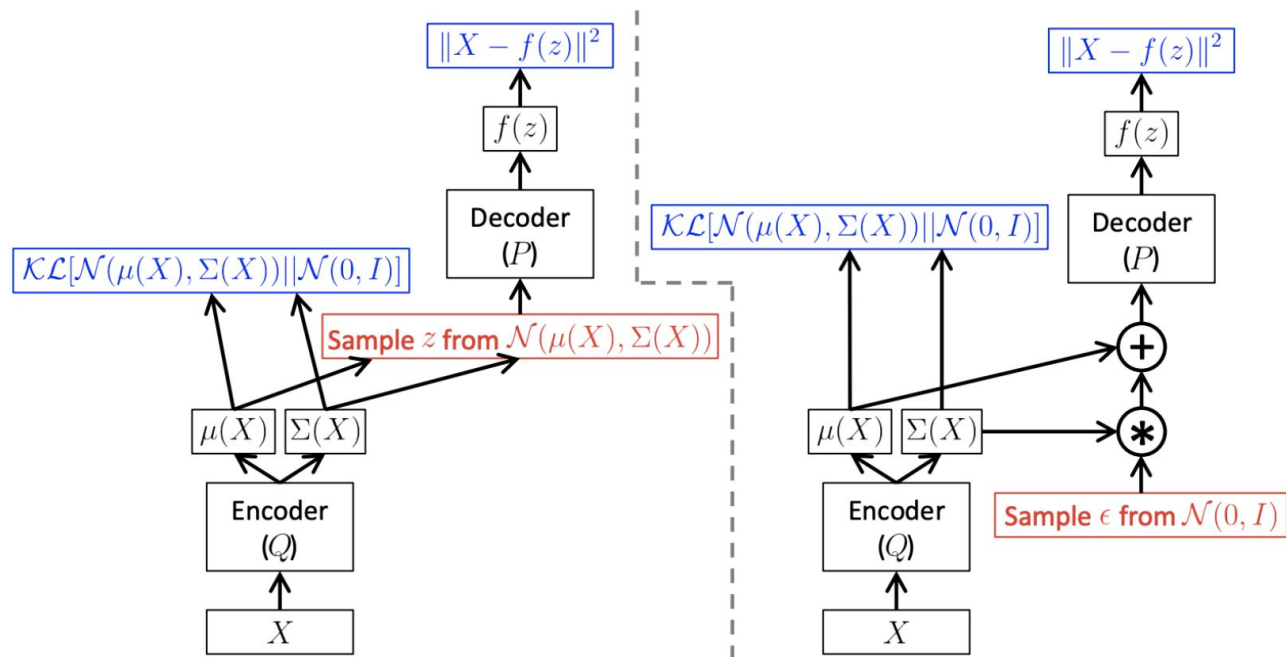 ‖X − f(z)‖²
f(z)
Decoder
(P)
𝒦ℒ[𝒩(μ(X), Σ(X))||𝒩(0, I)]
Sample z from 𝒩(μ(X), Σ(X))
μ(X)
Σ(X)
Encoder
(Q)
X
‖X − f(z)‖²
f(z)
Decoder
(P)
𝒦ℒ[𝒩(μ(X), Σ(X))||𝒩(0, I)]
+
μ(X)
Σ(X)
*
Sample ϵ from 𝒩(0, I)
Encoder
(Q)
X